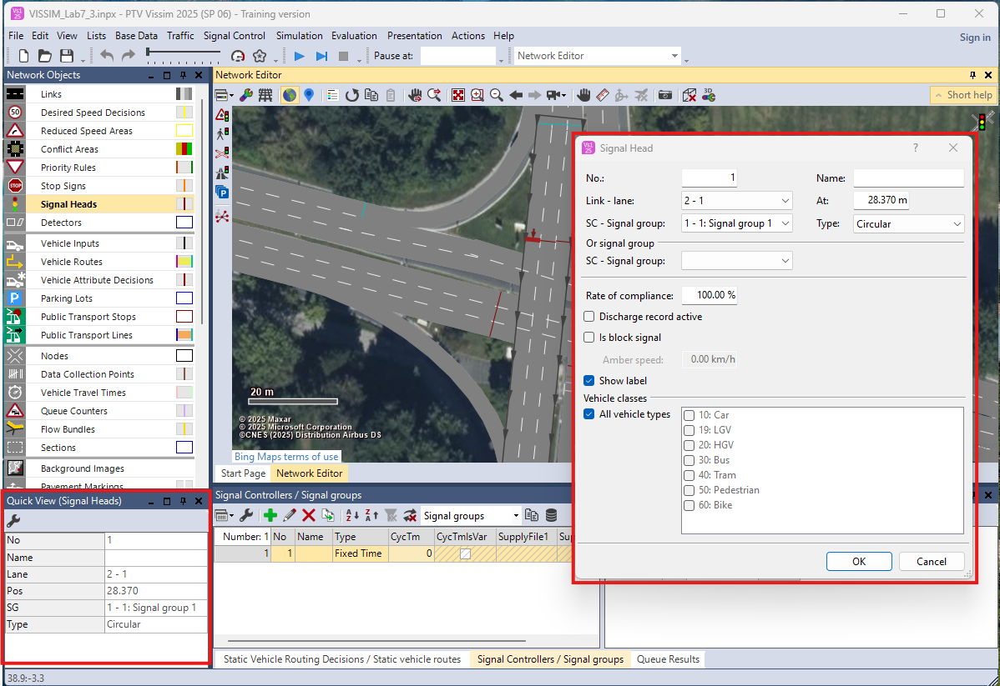 VISSIM_Lab7_3.inpx - PTV Vissim 2025 (SP 06) - Training version
File Edit View Lists Base Data Traffic Signal Control Simulation Evaluation Presentation Actions Help
Sign in
Pause at:
Network Editor
Network Objects
Links
Desired Speed Decisions
Reduced Speed Areas
Conflict Areas
Priority Rules
Stop Signs
Signal Heads
Detectors
Vehicle Inputs
Vehicle Routes
Vehicle Attribute Decisions
Parking Lots
Public Transport Stops
Public Transport Lines
Nodes
Data Collection Points
Vehicle Travel Times
Queue Counters
Flow Bundles
Sections
Background Images
Pavement Markings
Network Editor
Short help
20 m
© 2025 Maxar
© 2025 Microsoft Corporation
©CNES (2025) Distribution Airbus DS
Bing Maps terms of use
Start Page Network Editor
Signal Head
?
No.: 1 Name:
Link - lane: 2 - 1 At: 28.370 m
SC - Signal group: 1 - 1: Signal group 1 Type: Circular
Or signal group
SC - Signal group:
Rate of compliance: 100.00 %
Discharge record active
Is block signal
Amber speed: 0.00 km/h
Show label
Vehicle classes
All vehicle types
10: Car
19: LGV
20: HGV
30: Bus
40: Tram
50: Pedestrian
60: Bike
OK Cancel
Quick View (Signal Heads)
No 1
Name
Lane 2 - 1
Pos 28.370
SG 1 - 1: Signal group 1
Type Circular
Signal Controllers / Signal groups
Signal groups
Number: 1 No Name Type CycTm CycTmIsVar SupplyFile1 Su
1 1 Fixed Time 0
Static Vehicle Routing Decisions / Static vehicle routes Signal Controllers / Signal groups Queue Results
38.9:-3.3